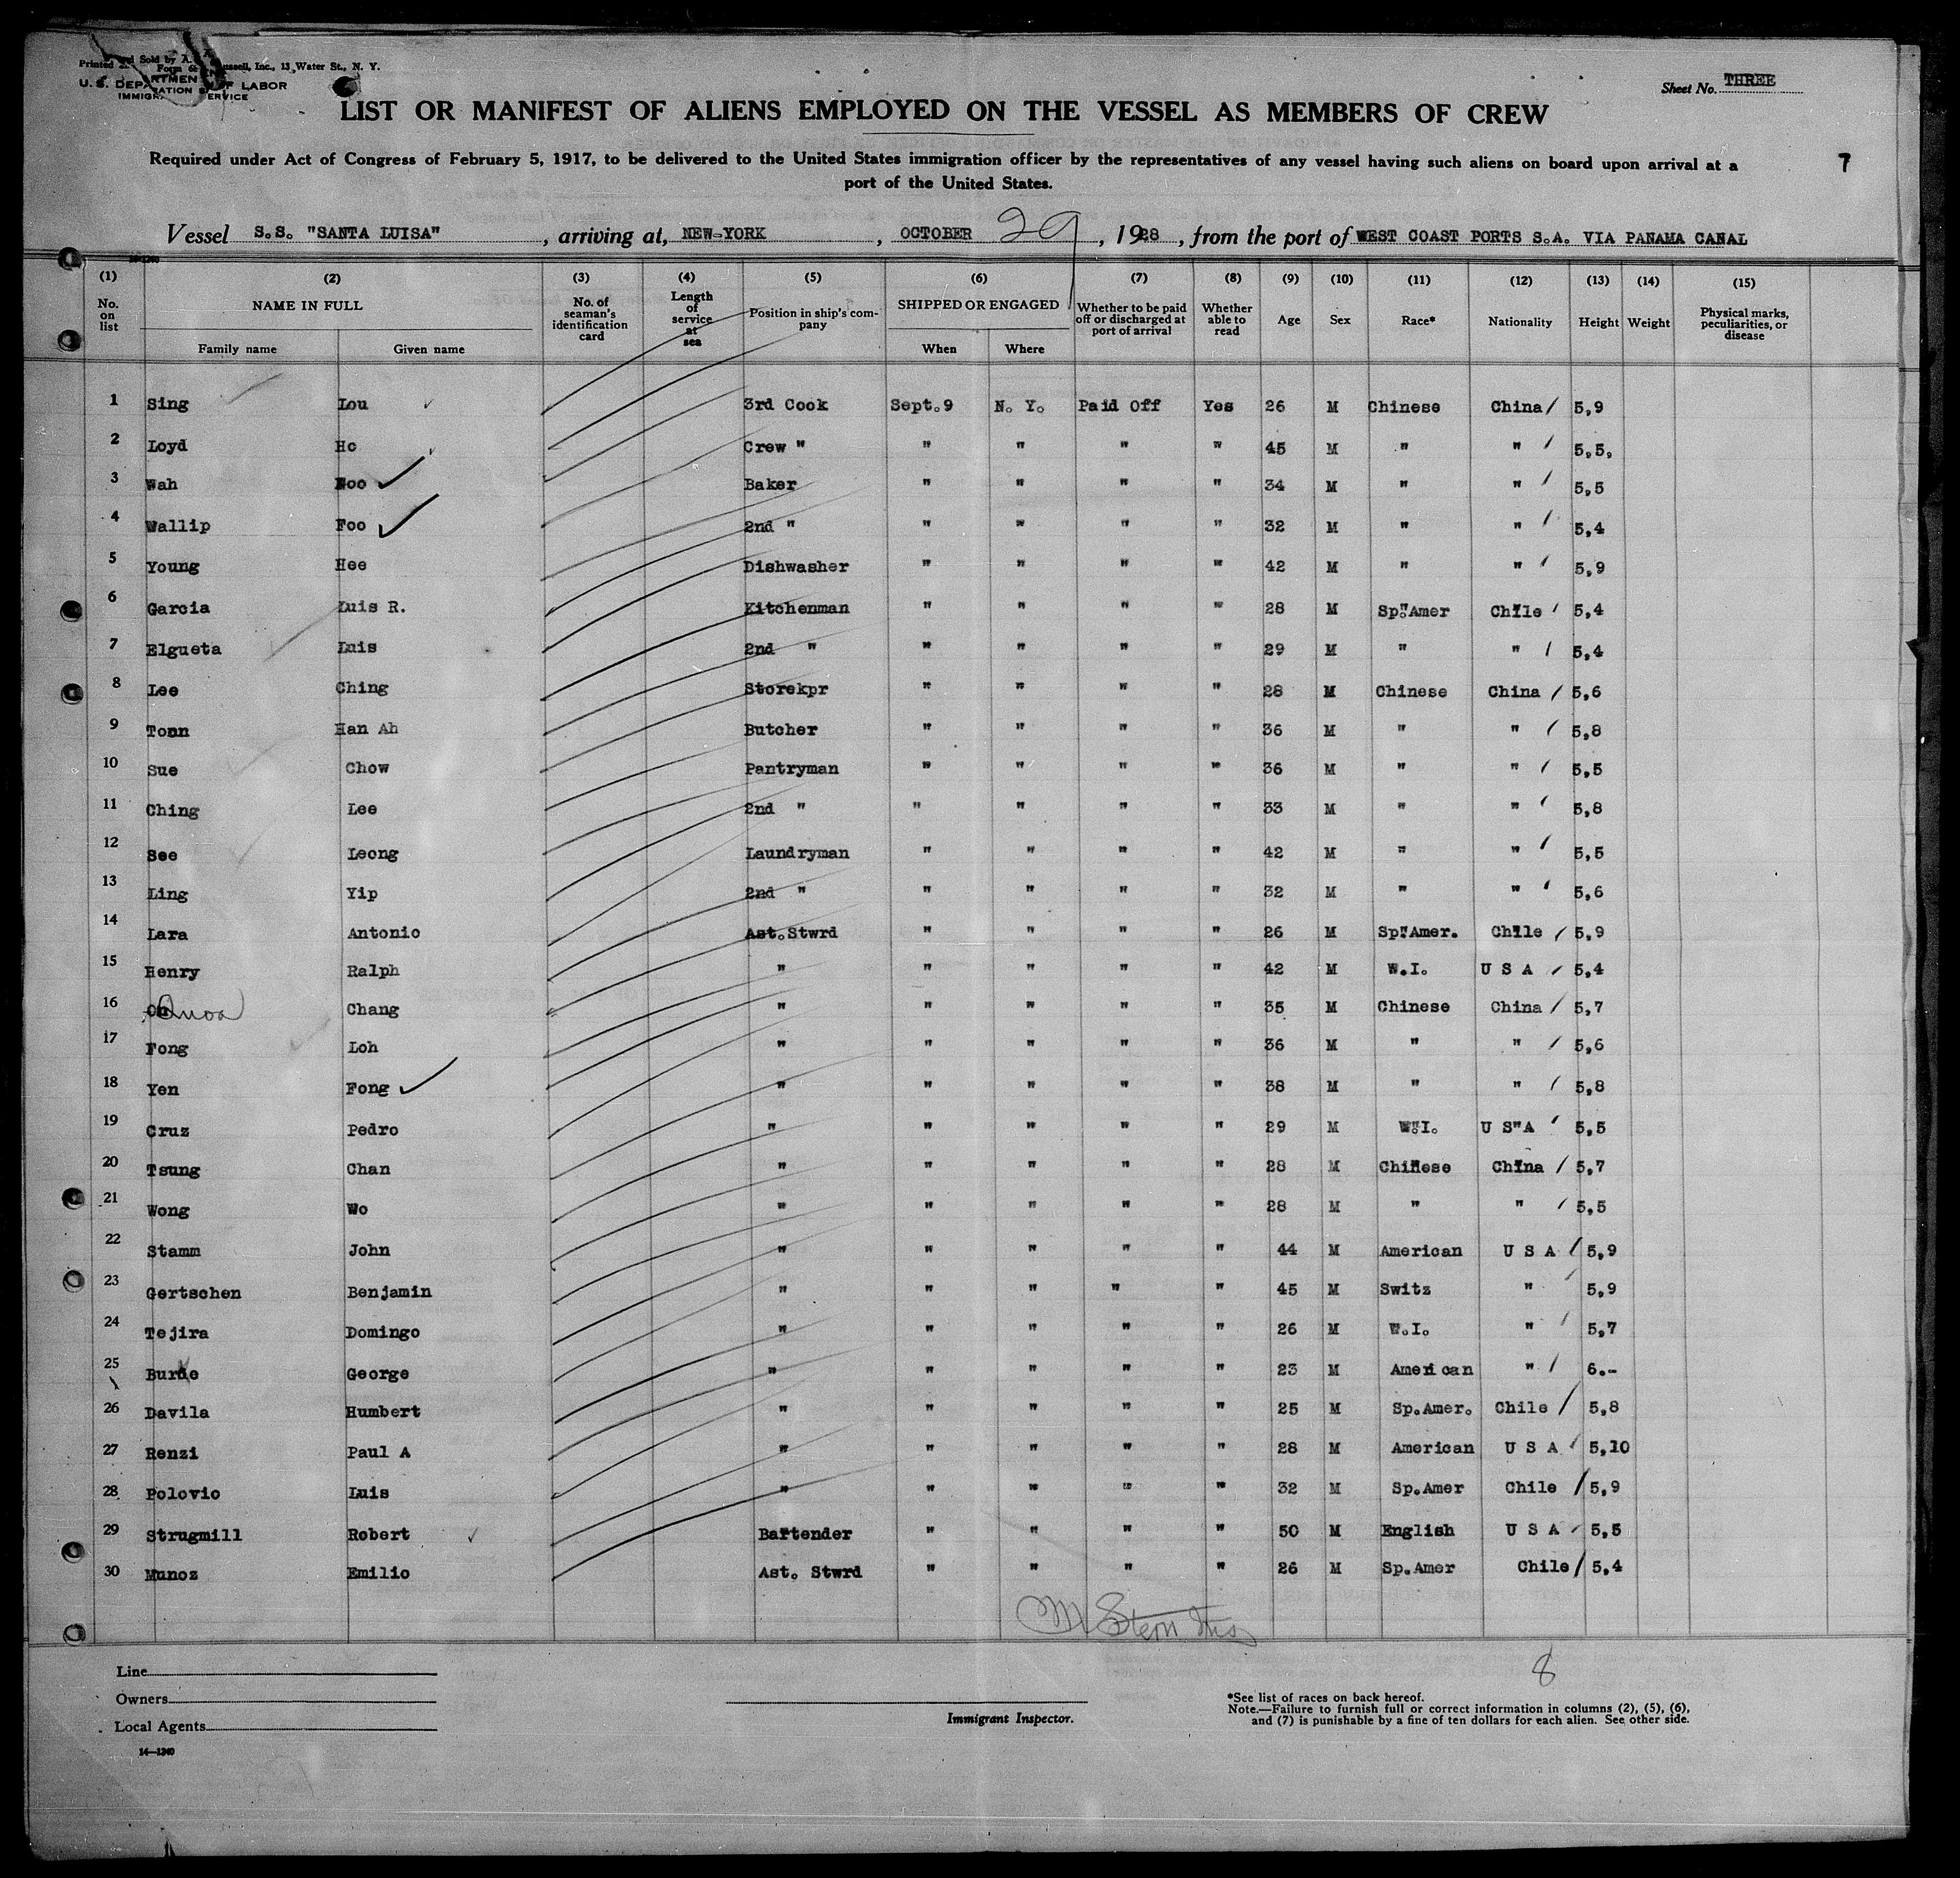 Printed and Sold by A. ussell, Inc., 13 Water St., N. Y.
Form
U. S. DEPARTMENT OF LABOR
IMMIGRATION SERVICE
Sheet No. THREE
LIST OR MANIFEST OF ALIENS EMPLOYED ON THE VESSEL AS MEMBERS OF CREW
Required under Act of Congress of February 5, 1917, to be delivered to the United States immigration officer by the representatives of any vessel having such aliens on board upon arrival at a
port of the United States.
7
Vessel S.S. "SANTA LUISA", arriving at, NEW-YORK, OCTOBER 29, 1928, from the port of WEST COAST PORTS S.A. VIA PANAMA CANAL
(1) (2) (3) (4) (5) (6) (7) (8) (9) (10) (11) (12) (13) (14) (15)
No. on list NAME IN FULL Family name Given name No. of seaman's identification card Length of service at sea Position in ship's company SHIPPED OR ENGAGED When Where Whether to be paid off or discharged at port of arrival Whether able to read Age Sex Race* Nationality Height Weight Physical marks, peculiarities, or disease
1 Sing Lou 3rd Cook Sept.9 N. Y. Paid Off Yes 26 M Chinese China 5,9
2 Loyd Ho Crew " " " " " 45 M " " 5,5,
3 Wah Baker " " " " 34 M " " 5,5
4 Wallip Foo 2nd " " " " " 32 M " " 5,4
5 Young Hee Dishwasher " " " " 42 M " " 5,9
6 Garcia Luis R. Kitchenman " " " " 28 M Sp.Amer Chile 5,4
7 Elgueta Luis 2nd " " " " " 29 M " " 5,4
8 Lee Ching Storekpr " " " " 28 M Chinese China 5,6
9 Tonn Han Ah Butcher " " " " 36 M " " 5,8
10 Sue Chow Pantryman " " " " 36 M " " 5,5
11 Ching Lee 2nd " " " " " 33 M " " 5,8
12 See Leong Laundryman " " " " 42 M " " 5,5
13 Ling Yip 2nd " " " " " 32 M " " 5,6
14 Lara Antonio Ast.Stwrd " " " " 26 M Sp.Amer. Chile 5,9
15 Henry Ralph " " " " " 42 M W.I. U S A 5,4
16 Chang " " " " " 35 M Chinese China 5,7
17 Fong Loh " " " " " 36 M " " 5,6
18 Yen Fong " " " " " 38 M " " 5,8
19 Cruz Pedro " " " " " 29 M W.I. U S A 5,5
20 Tsung Chan " " " " " 28 M Chinese China 5,7
21 Wong Wo " " " " " 28 M " " 5,5
22 Stamm John " " " " " 44 M American U S A 5,9
23 Gertschen Benjamin " " " " " 45 M Switz " 5,9
24 Tejira Domingo " " " " " 26 M W.I. " 5,7
25 George " " " " " 23 M American " 6.-
26 Davila Humbert " " " " " 25 M Sp.Amer. Chile 5,8
27 Renzi Paul A " " " " " 28 M American U S A 5,10
28 Polovic Luis " " " " " 32 M Sp.Amer Chile 5,9
29 Strugmill Robert Bartender " " " " 50 M English U S A 5,5
30 Munoz Emilio Ast. Stwrd " " " " 26 M Sp.Amer Chile 5,4
M Stern
8
Line
Owners
Local Agents
14—1240
Immigrant Inspector.
*See list of races on back hereof.
Note.—Failure to furnish full or correct information in columns (2), (5), (6),
and (7) is punishable by a fine of ten dollars for each alien. See other side.